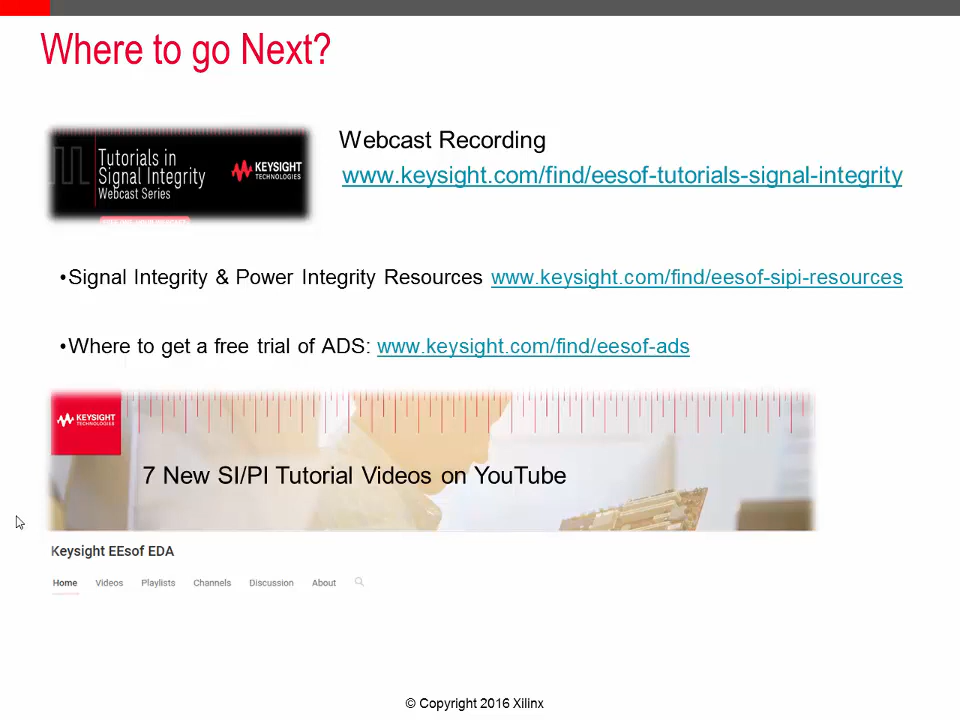 Where to go Next?
Tutorials in
Signal Integrity
Webcast Series
KEYSIGHT
TECHNOLOGIES
Webcast Recording
www.keysight.com/find/eesof-tutorials-signal-integrity
•Signal Integrity & Power Integrity Resources www.keysight.com/find/eesof-sipi-resources
•Where to get a free trial of ADS: www.keysight.com/find/eesof-ads
KEYSIGHT
TECHNOLOGIES
7 New SI/PI Tutorial Videos on YouTube
Keysight EEsof EDA
Home Videos Playlists Channels Discussion About
© Copyright 2016 Xilinx